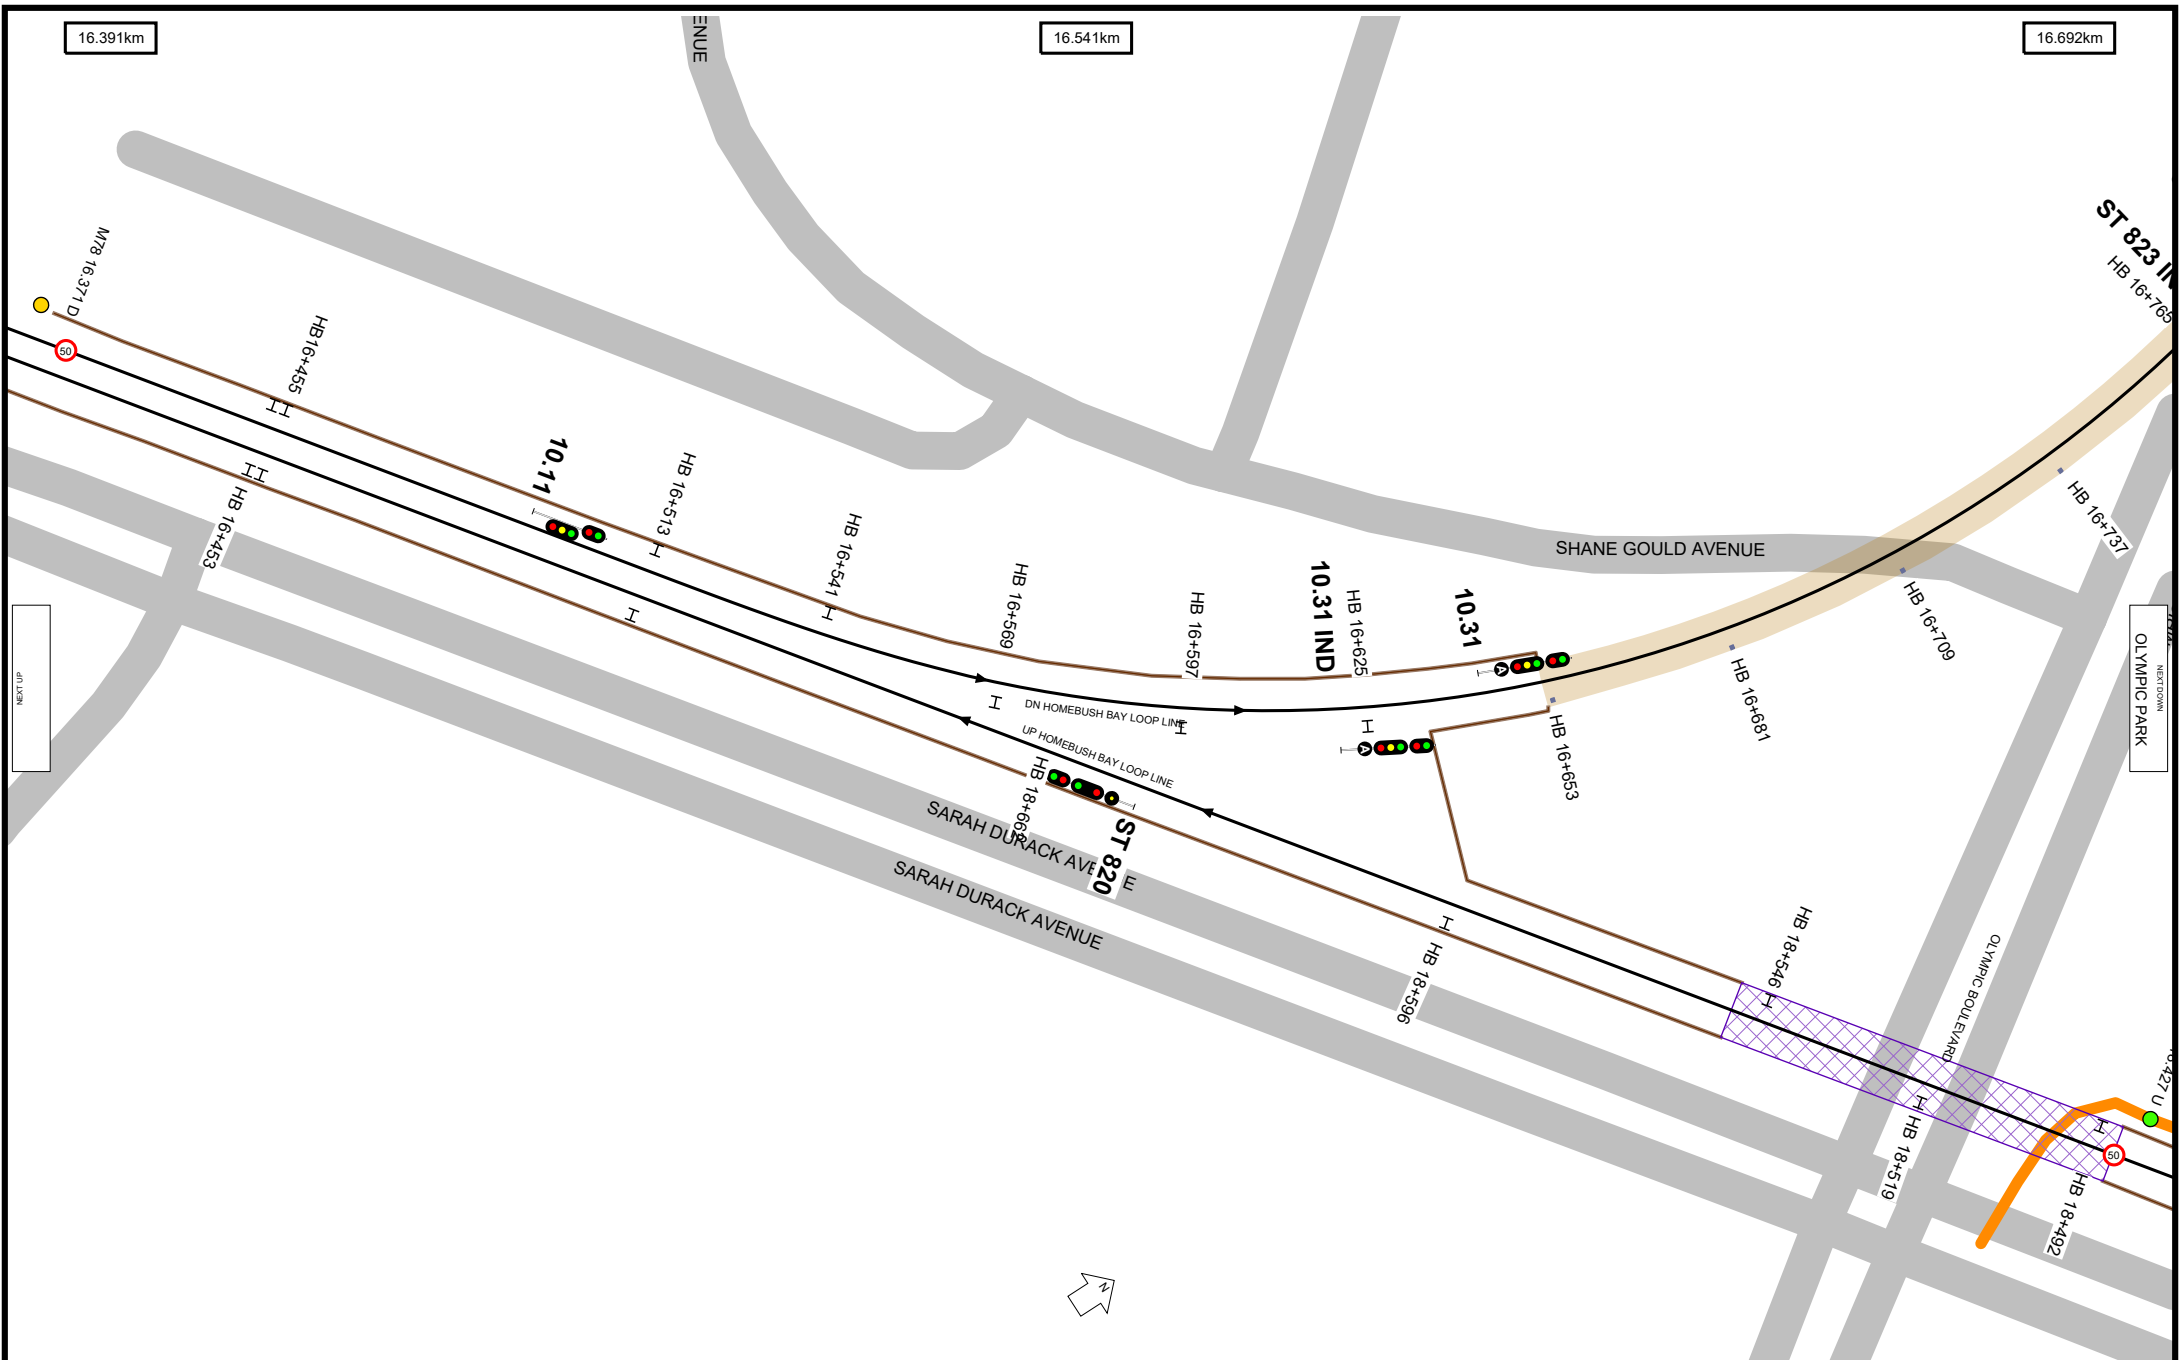 16.391km
16.541km
16.692km
ENUE
M78 16.371 D
50
HB16+455
HB 16+453
10.11
HB 16+513
HB 16+541
HB 16+569
HB 16+597
10.31 IND
HB 16+625
10.31
SHANE GOULD AVENUE
ST 823 IN
HB 16+765
HB 16+737
HB 16+709
HB 16+681
HB 16+653
A
A
DN HOMEBUSH BAY LOOP LINE
UP HOMEBUSH BAY LOOP LINE
NEXT UP
NEXT DOWN
OLYMPIC PARK
SARAH DURACK AVENUE
ST 820
SARAH DURACK AVENUE
HB 18+596
HB 18+546
OLYMPIC BOULEVARD
HB 18+519
HB 18+492
50
427 U
N